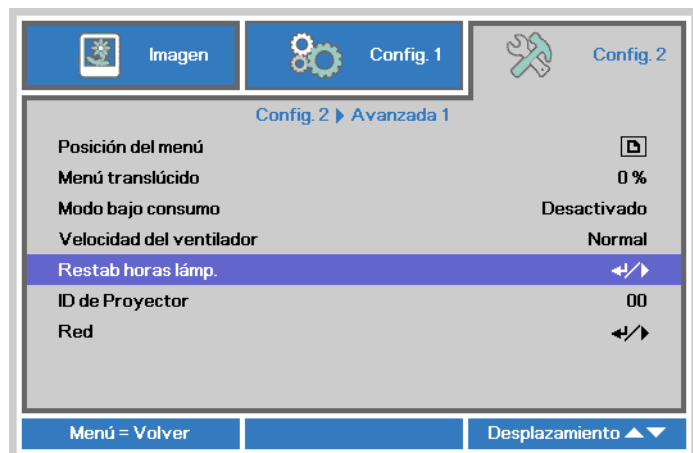 Imagen
Config. 1
Config. 2
Config. 2 Avanzada 1
Posición del menú
Menú translúcido 0 %
Modo bajo consumo Desactivado
Velocidad del ventilador Normal
Restab horas lámp.
ID de Proyector 00
Red
Menú = Volver Desplazamiento